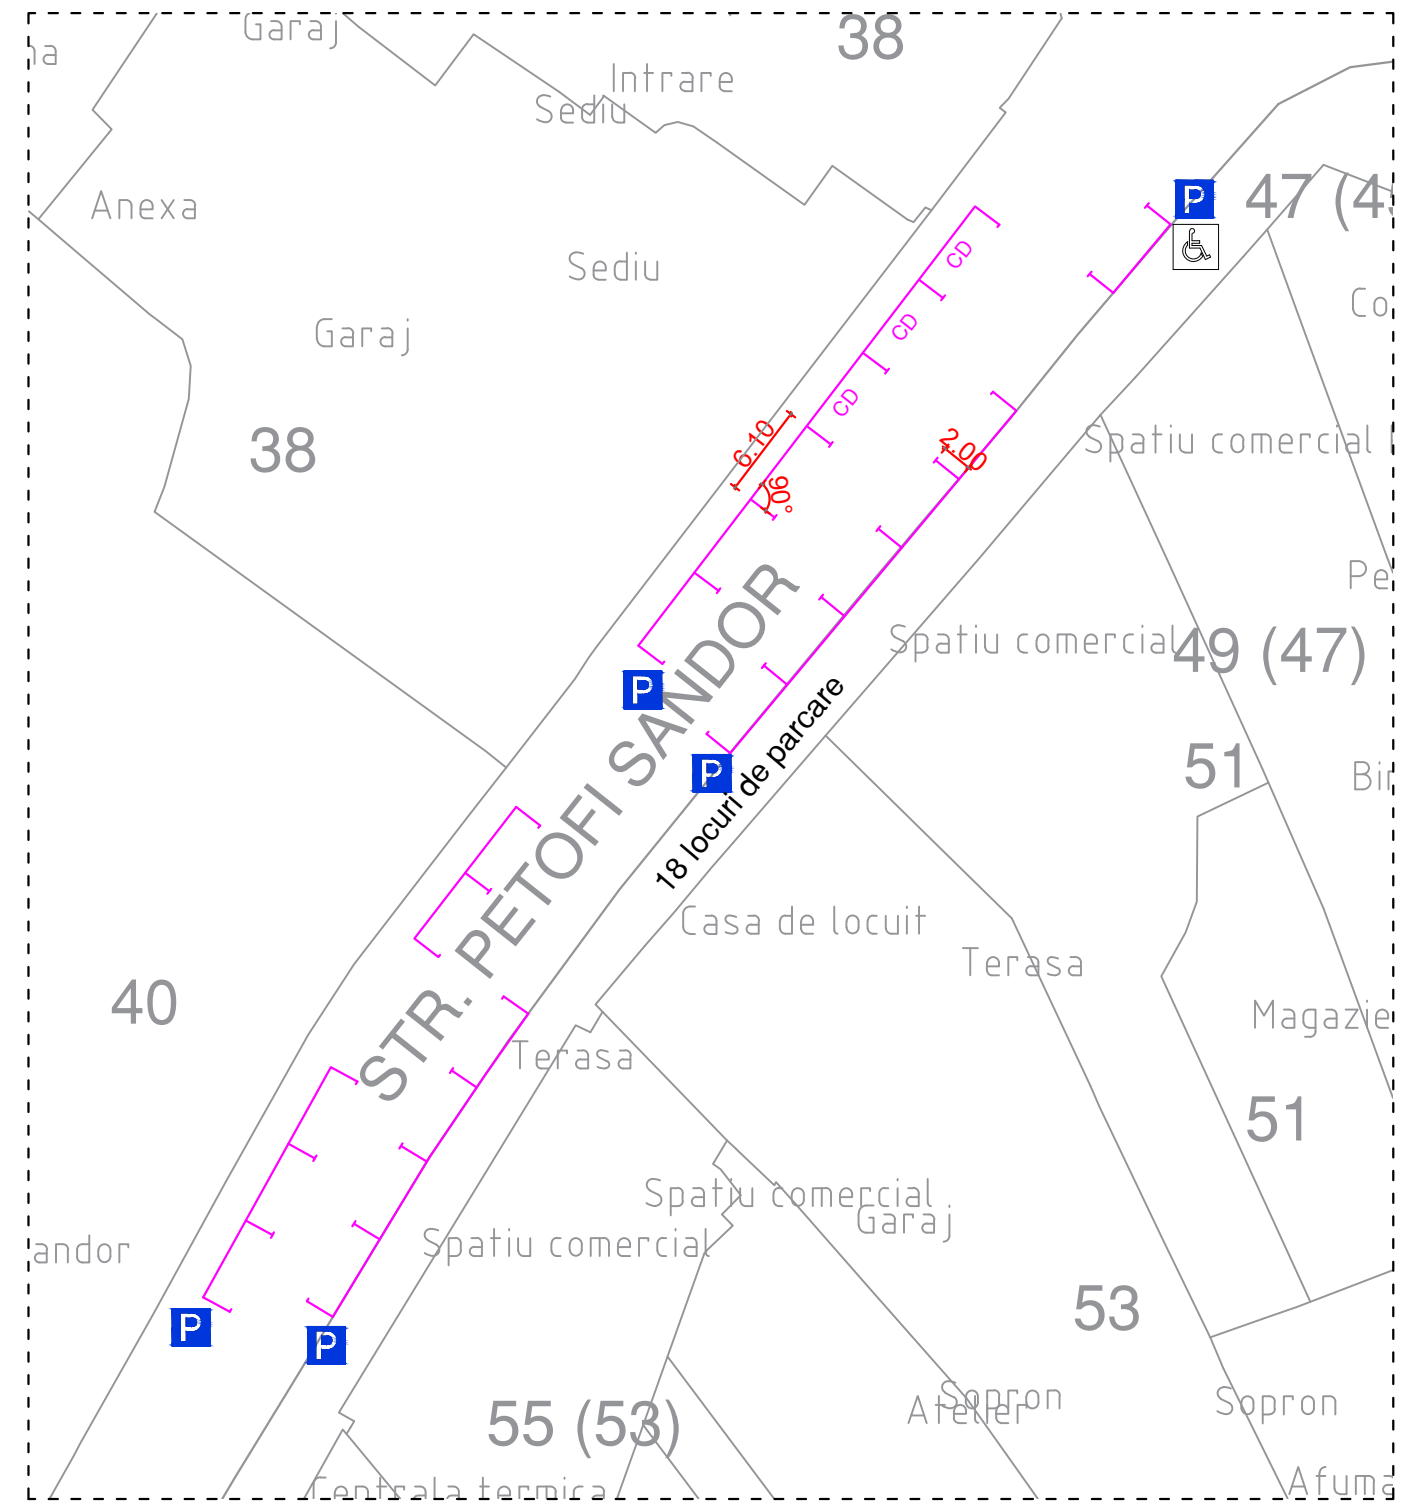 Garaj
38
Intrare
Sediu
P
47 (4
Anexa
CD
Sediu
Co
Garaj
CD
CD
6.10
2.00
Spatiu comercial
38
90°
Pe
Spatiu comercial
49 (47)
P
STR. PETOFI SANDOR
P
18 locuri de parcare
51
Casa de locuit
Terasa
40
Magazie
Terasa
51
Spatiu comercial
Garaj
Spatiu comercial
andor
53
P
P
Sopron
Atelier
Sopron
55 (53)
Centrala termica
Afuma